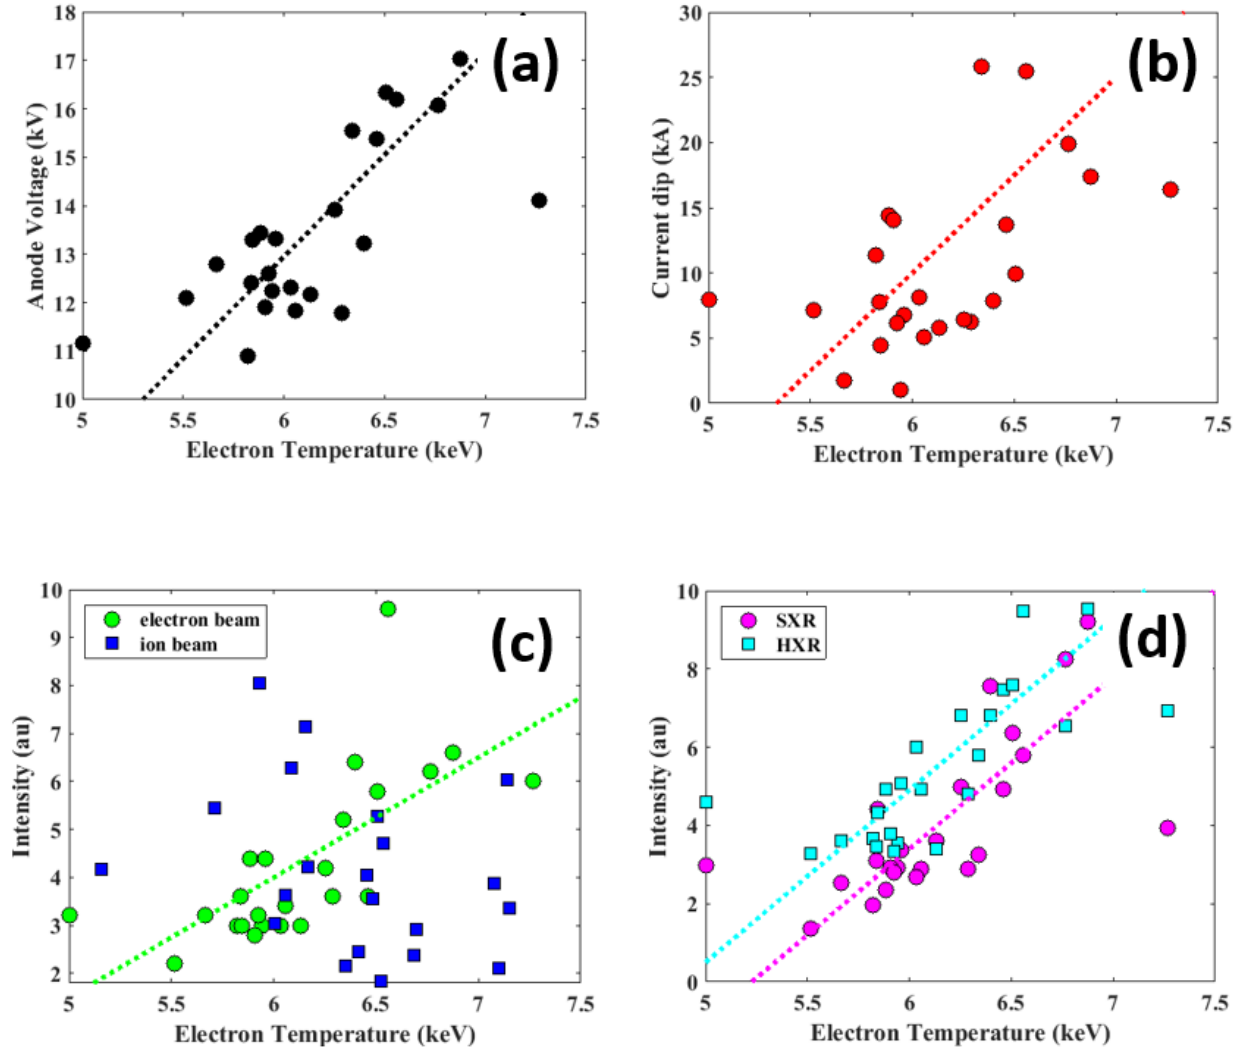 (a)
18
17
16
15
14
13
12
11
10
Anode Voltage (kV)
5 5.5 6 6.5 7 7.5
Electron Temperature (keV)
(b)
30
25
20
15
10
5
0
Current dip (kA)
5 5.5 6 6.5 7 7.5
Electron Temperature (keV)
(c)
electron beam
ion beam
10
9
8
7
6
5
4
3
2
Intensity (au)
5 5.5 6 6.5 7 7.5
Electron Temperature (keV)
(d)
SXR
HXR
10
8
6
4
2
0
Intensity (au)
5 5.5 6 6.5 7 7.5
Electron Temperature (keV)